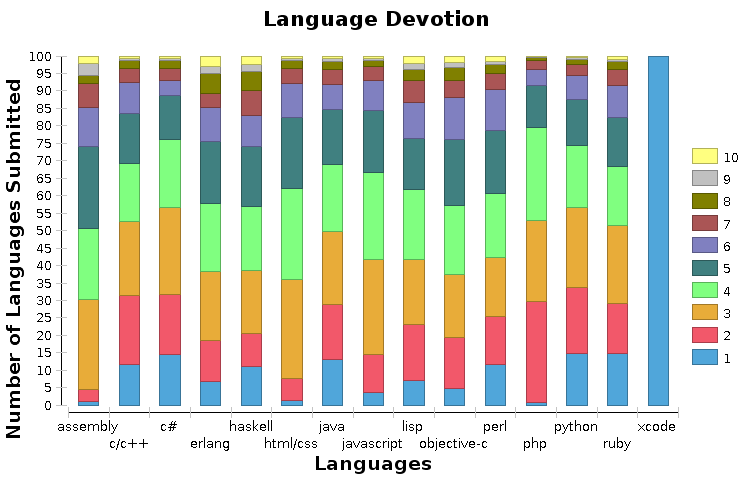 Language Devotion
Number of Languages Submitted
100
95
90
85
80
75
70
65
60
55
50
45
40
35
30
25
20
15
10
5
0
assembly
c/c++
c#
erlang
haskell
html/css
java
javascript
lisp
objective-c
perl
php
python
ruby
xcode
Languages
10
9
8
7
6
5
4
3
2
1